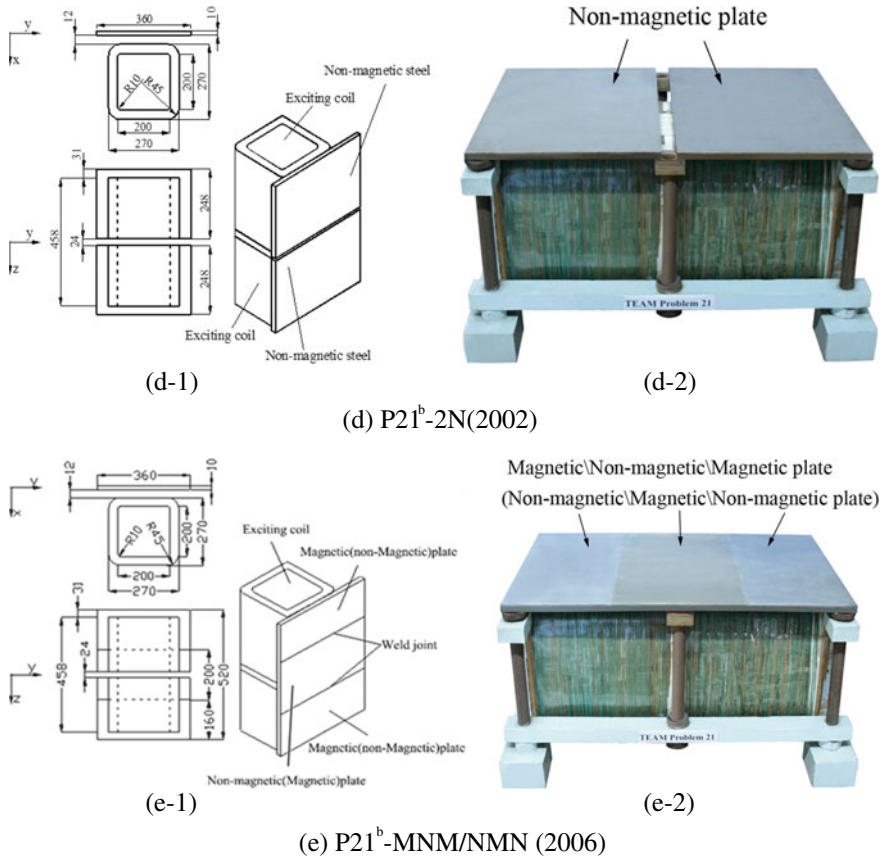 y
x
12
360
10
R10
R45
200
270
200
270
Non-magnetic steel
Exciting coil
31
458
24
248
248
y
z
Exciting coil
Non-magnetic steel
(d-1)
Non-magnetic plate
TEAM Problem 21
(d-2)
(d) P21ᵇ-2N(2002)
Y
X
12
360
10
R10
R45
200
270
200
270
Exciting coil
Magnetic(non-Magnetic)plate
31
458
24
200
520
160
Y
Z
Weld joint
Magnetic(non-Magnetic)plate
Non-magnetic(Magnetic)plate
(e-1)
Magnetic\Non-magnetic\Magnetic plate
(Non-magnetic\Magnetic\Non-magnetic plate)
TEAM Problem 21
(e-2)
(e) P21ᵇ-MNM/NMN (2006)